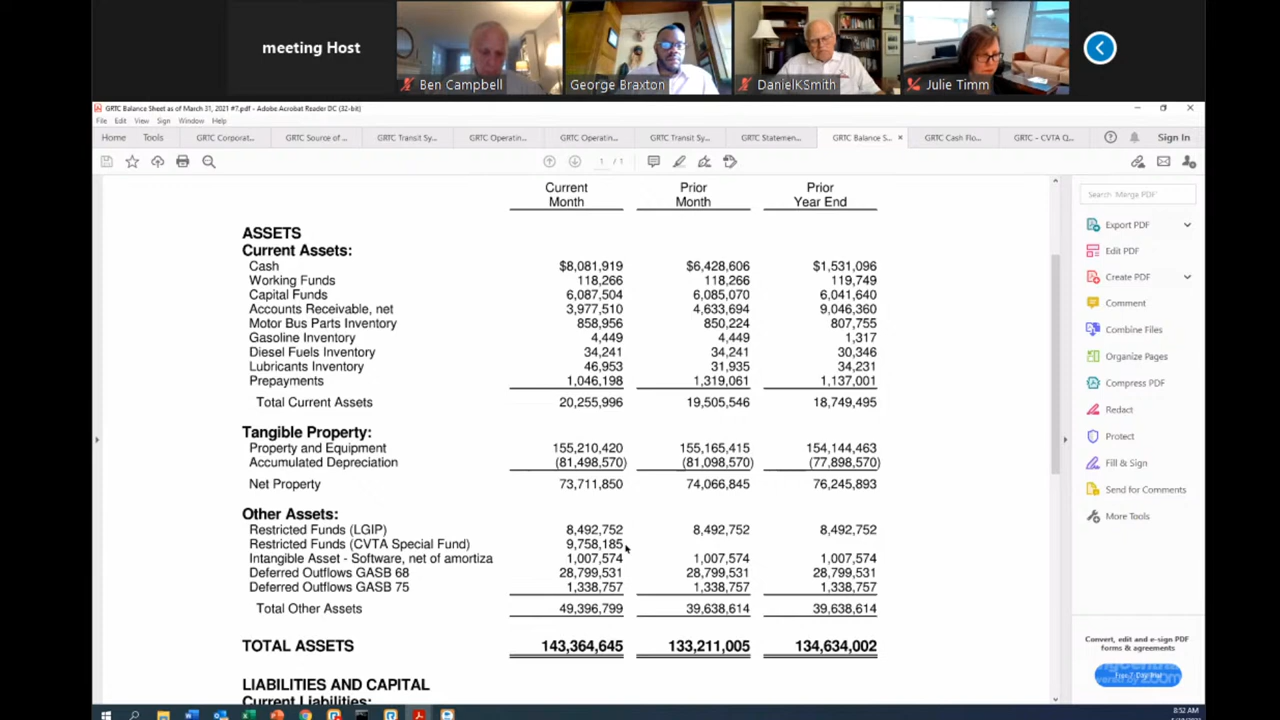 meeting Host
Ben Campbell
George Braxton
DanielKSmith
Julie Timm
GRTC Balance Sheet as of March 31, 2021 #7.pdf - Adobe Acrobat Reader DC (32-bit)
File Edit View Sign Window Help
Home Tools GRTC Corporat... GRTC Source of ... GRTC Transit Sy... GRTC Operatin... GRTC Operatin... GRTC Transit Sy... GRTC Statemen... GRTC Balance S... × GRTC Cash Flo... GRTC - CVTA Q... Sign In
1 / 1
Current Month Prior Month Prior Year End
ASSETS
Current Assets:
Cash $8,081,919 $6,428,606 $1,531,096
Working Funds 118,266 118,266 119,749
Capital Funds 6,087,504 6,085,070 6,041,640
Accounts Receivable, net 3,977,510 4,633,694 9,046,360
Motor Bus Parts Inventory 858,956 850,224 807,755
Gasoline Inventory 4,449 4,449 1,317
Diesel Fuels Inventory 34,241 34,241 30,346
Lubricants Inventory 46,953 31,935 34,231
Prepayments 1,046,198 1,319,061 1,137,001
Total Current Assets 20,255,996 19,505,546 18,749,495
Tangible Property:
Property and Equipment 155,210,420 155,165,415 154,144,463
Accumulated Depreciation (81,498,570) (81,098,570) (77,898,570)
Net Property 73,711,850 74,066,845 76,245,893
Other Assets:
Restricted Funds (LGIP) 8,492,752 8,492,752 8,492,752
Restricted Funds (CVTA Special Fund) 9,758,185
Intangible Asset - Software, net of amortiza 1,007,574 1,007,574 1,007,574
Deferred Outflows GASB 68 28,799,531 28,799,531 28,799,531
Deferred Outflows GASB 75 1,338,757 1,338,757 1,338,757
Total Other Assets 49,396,799 39,638,614 39,638,614
TOTAL ASSETS 143,364,645 133,211,005 134,634,002
LIABILITIES AND CAPITAL
Current Liabilities:
Search 'Merge PDF'
Export PDF
Edit PDF
Create PDF
Comment
Combine Files
Organize Pages
Compress PDF
Redact
Protect
Fill & Sign
Send for Comments
More Tools
Convert, edit and e-sign PDF
forms & agreements
8:52 AM